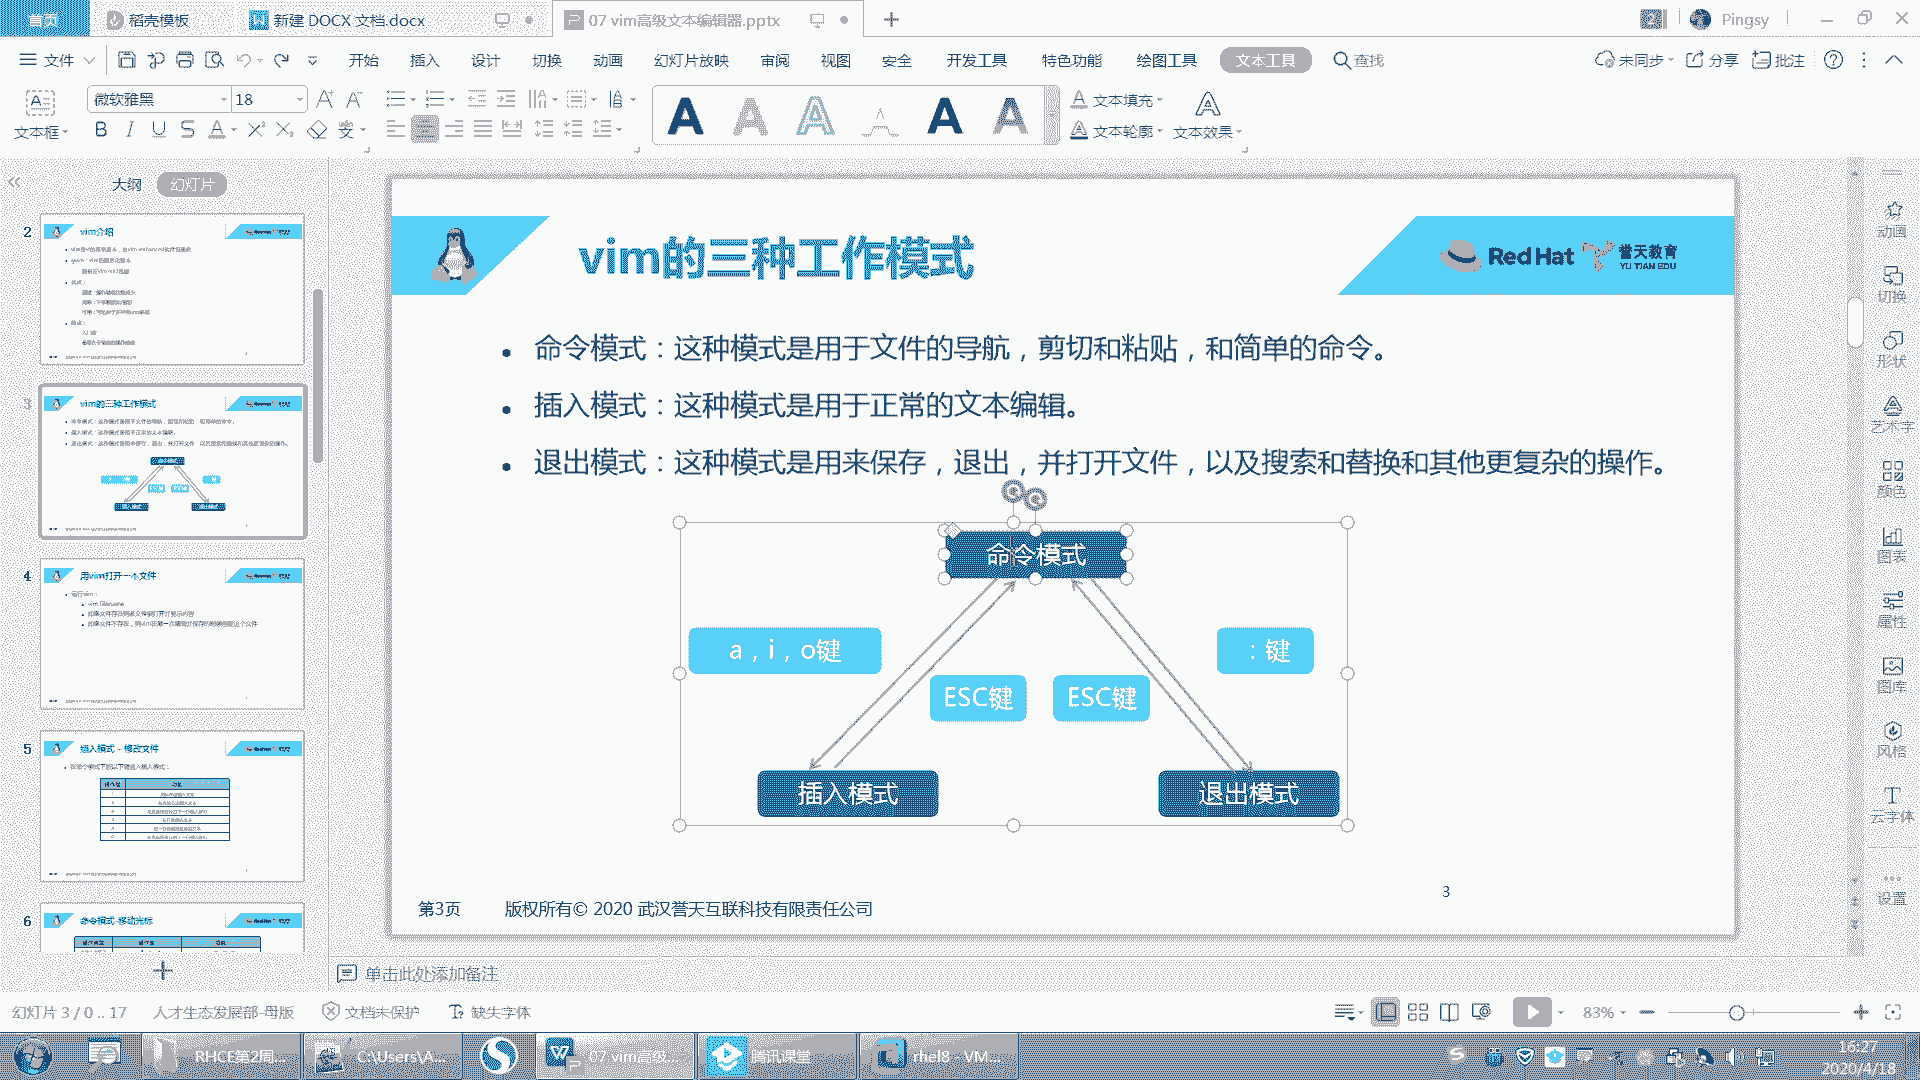 首页
稻壳模板
新建 DOCX 文档.docx
07 vim高级文本编辑器.pptx
Pingsy
文件
开始
插入
设计
切换
动画
幻灯片放映
审阅
视图
安全
开发工具
特色功能
绘图工具
文本工具
查找
未同步
分享
批注
文本框
微软雅黑
18
文本填充
文本轮廓
文本效果
大纲
幻灯片
2
vim介绍
3
vim的三种工作模式
4
用vim打开一个文件
运行vim：
vim filename
5
插入模式 - 修改文件
6
命令模式-移动光标
vim的三种工作模式
Red Hat
誉天教育
YU TIAN EDU
命令模式：这种模式是用于文件的导航，剪切和粘贴，和简单的命令。
插入模式：这种模式是用于正常的文本编辑。
退出模式：这种模式是用来保存，退出，并打开文件，以及搜索和替换和其他更复杂的操作。
命令模式
a，i，o键
：键
ESC键
ESC键
插入模式
退出模式
第3页
版权所有© 2020 武汉誉天互联科技有限责任公司
3
动画
切换
形状
艺术字
颜色
图表
属性
图库
风格
云字体
设置
单击此处添加备注
幻灯片 3 / 0 .. 17
人才生态发展部-母版
文档未保护
缺失字体
83%
RHCE第2周...
C:\Users\A...
07 vim高级...
腾讯课堂
rhel8 - VM...
16:27
2020/4/18